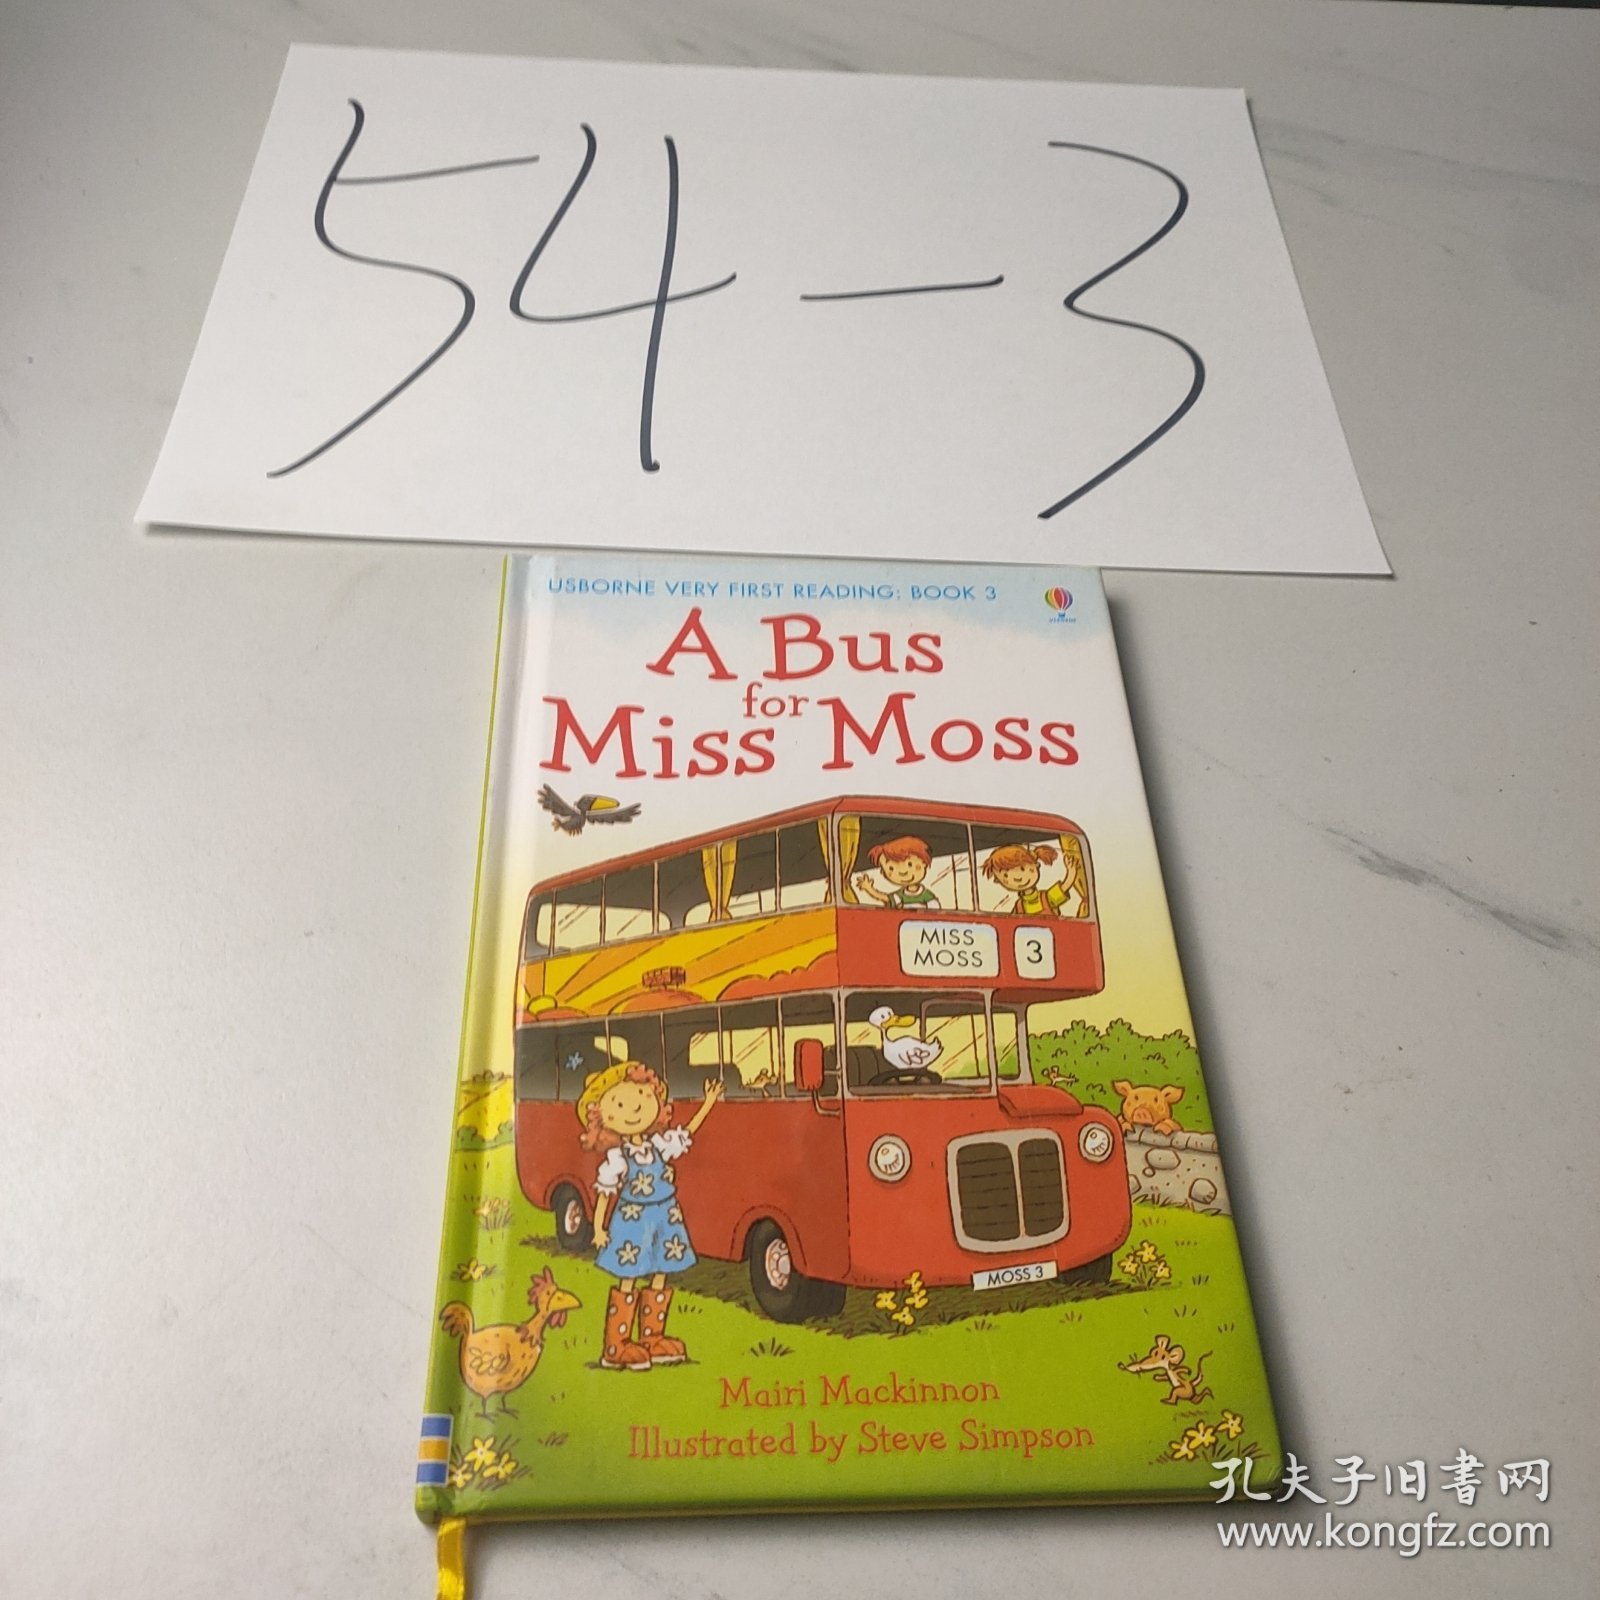 54-3
USBORNE VERY FIRST READING: BOOK 3
USBORNE
A Bus
for
Miss Moss
MISS
MOSS
3
MOSS 3
Mairi Mackinnon
Illustrated by Steve Simpson
孔夫子旧书网
www.kongfz.com